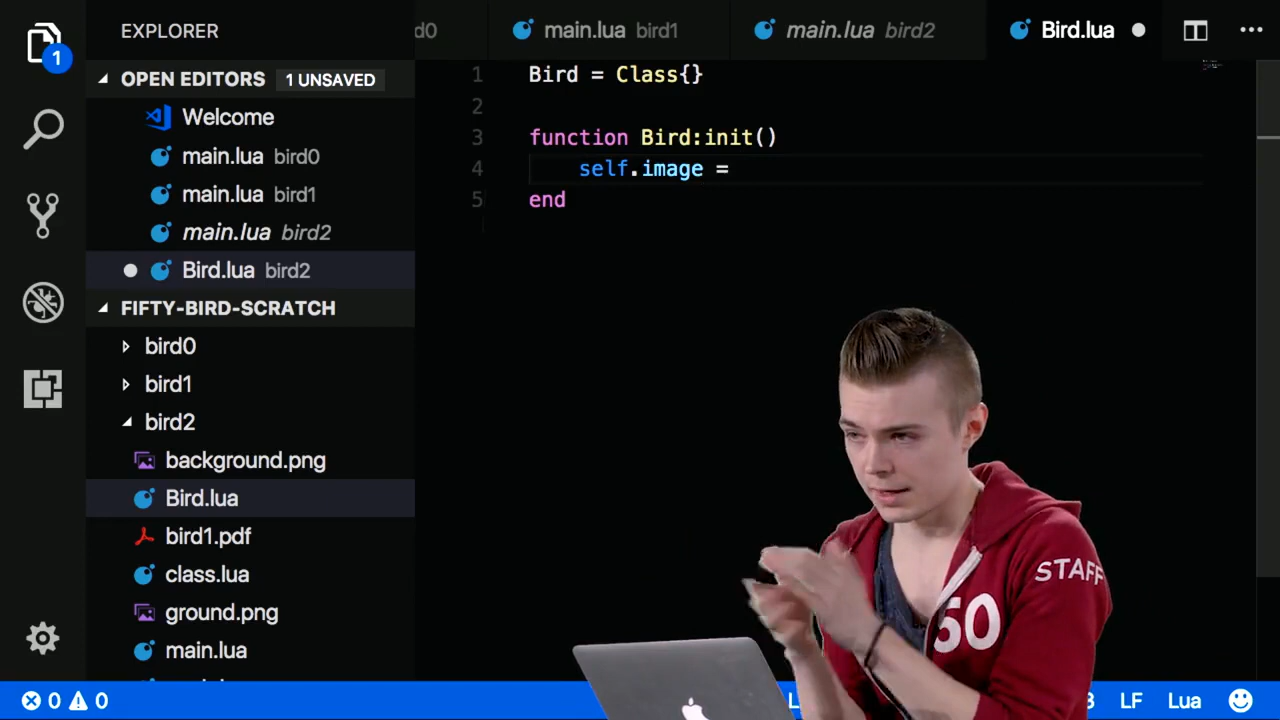 EXPLORER
d0
main.lua bird1
main.lua bird2
Bird.lua
1
OPEN EDITORS 1 UNSAVED
Welcome
main.lua bird0
main.lua bird1
main.lua bird2
Bird.lua bird2
FIFTY-BIRD-SCRATCH
bird0
bird1
bird2
background.png
Bird.lua
bird1.pdf
class.lua
ground.png
main.lua
1 Bird = Class{}
2
3 function Bird:init()
4 self.image =
5 end
STAFF
50
0 0
LF
Lua